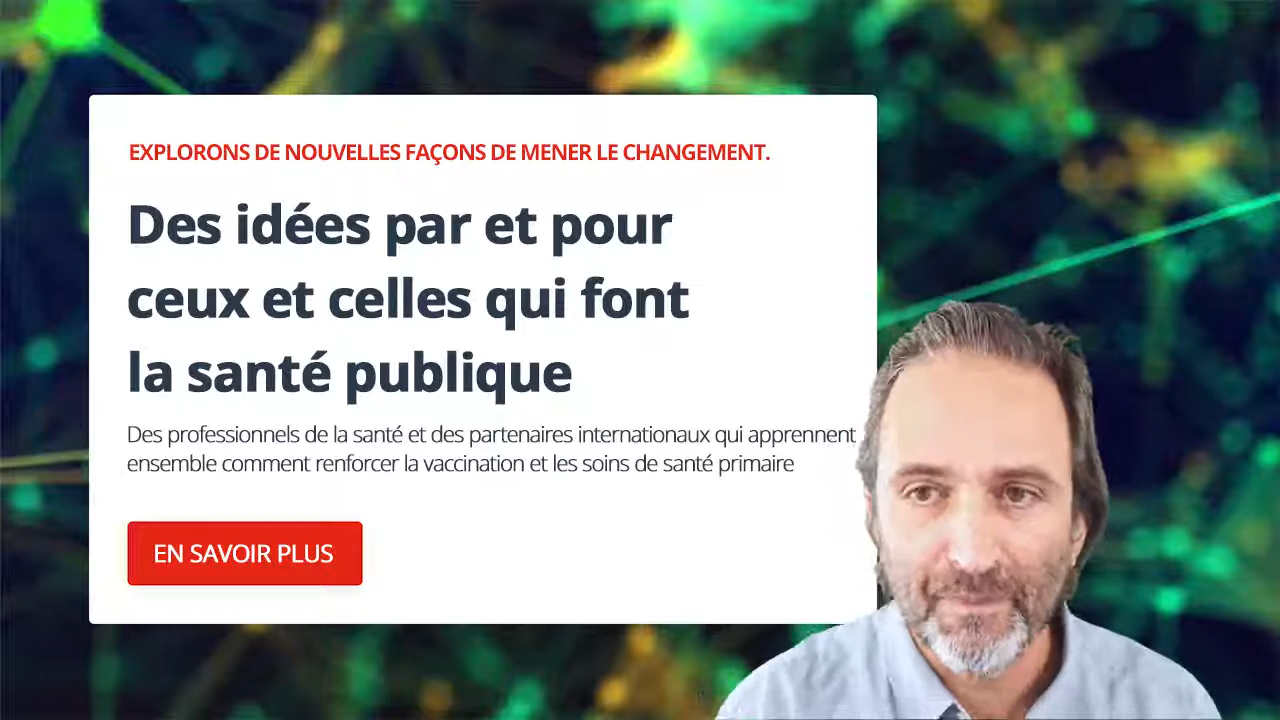 EXPLORONS DE NOUVELLES FAÇONS DE MENER LE CHANGEMENT.
Des idées par et pour
ceux et celles qui font
la santé publique
Des professionnels de la santé et des partenaires internationaux qui apprennent
ensemble comment renforcer la vaccination et les soins de santé primaire
EN SAVOIR PLUS